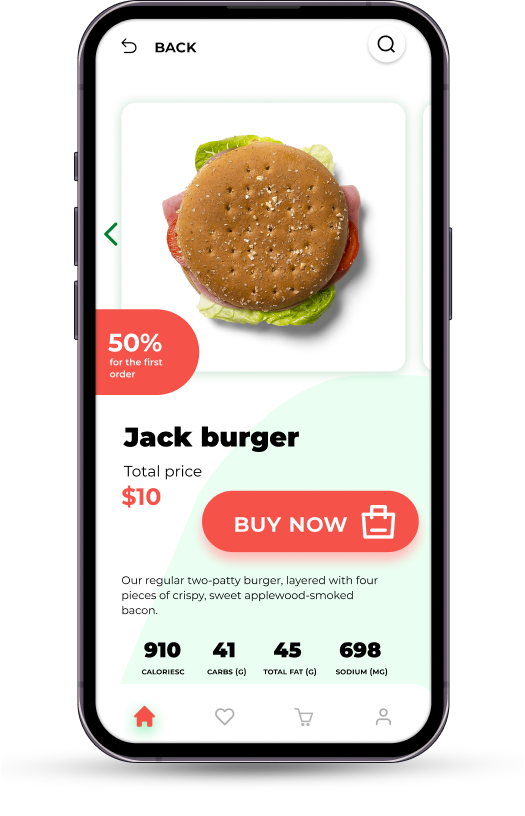 BACK
50%
for the first
order
Jack burger
Total price
$10
BUY NOW
Our regular two-patty burger, layered with four
pieces of crispy, sweet applewood-smoked
bacon.
910 41 45 698
CALORIESC CARBS (G) TOTAL FAT (G) SODIUM (MG)